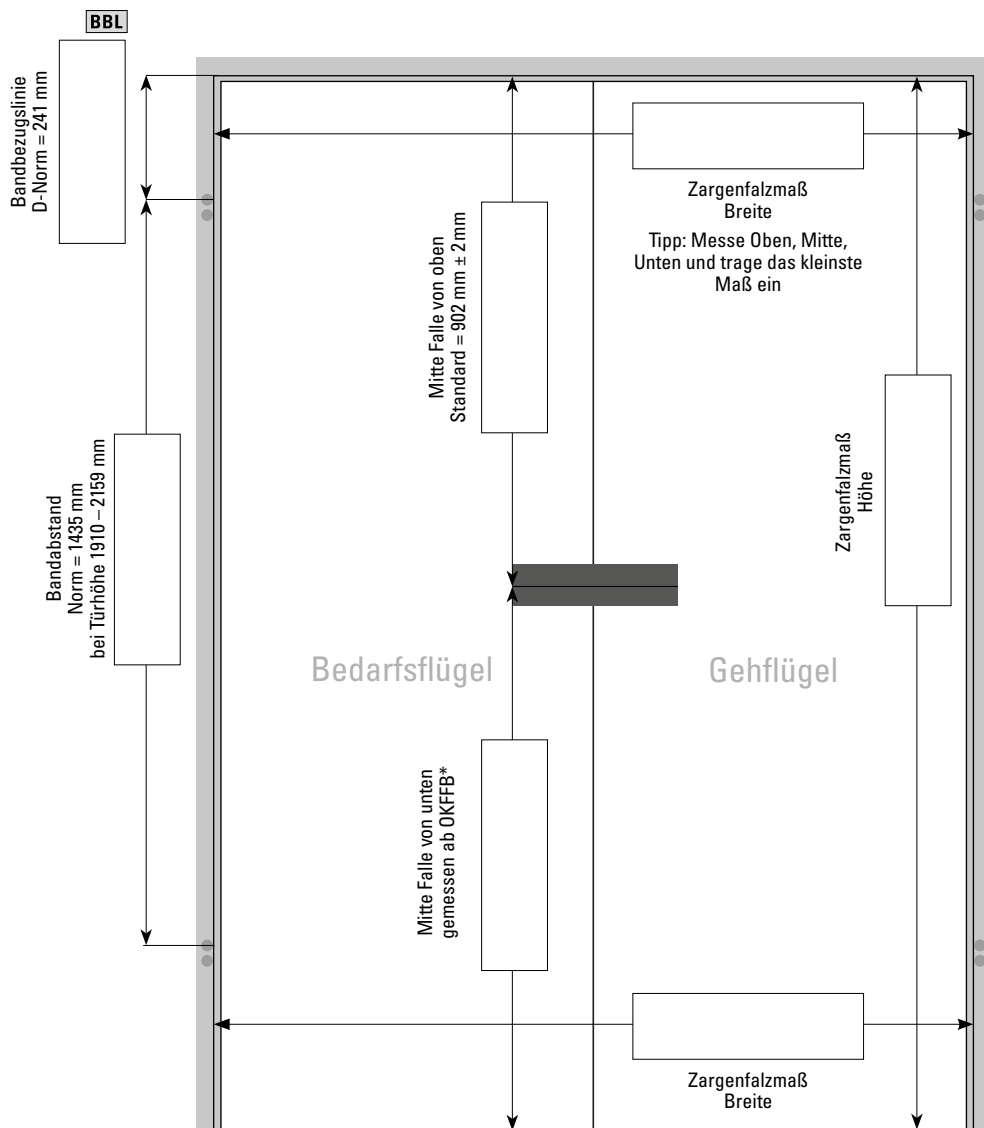 BBL
Bandbezugslinie
D-Norm = 241 mm
Zargenfalzmaß
Breite
Tipp: Messe Oben, Mitte,
Unten und trage das kleinste
Maß ein
Mitte Falle von oben
Standard = 902 mm ± 2 mm
Bandabstand
Norm = 1435 mm
bei Türhöhe 1910 – 2159 mm
Zargenfalzmaß
Höhe
Bedarfsflügel
Gehflügel
Mitte Falle von unten
gemessen ab OKFFB*
Zargenfalzmaß
Breite